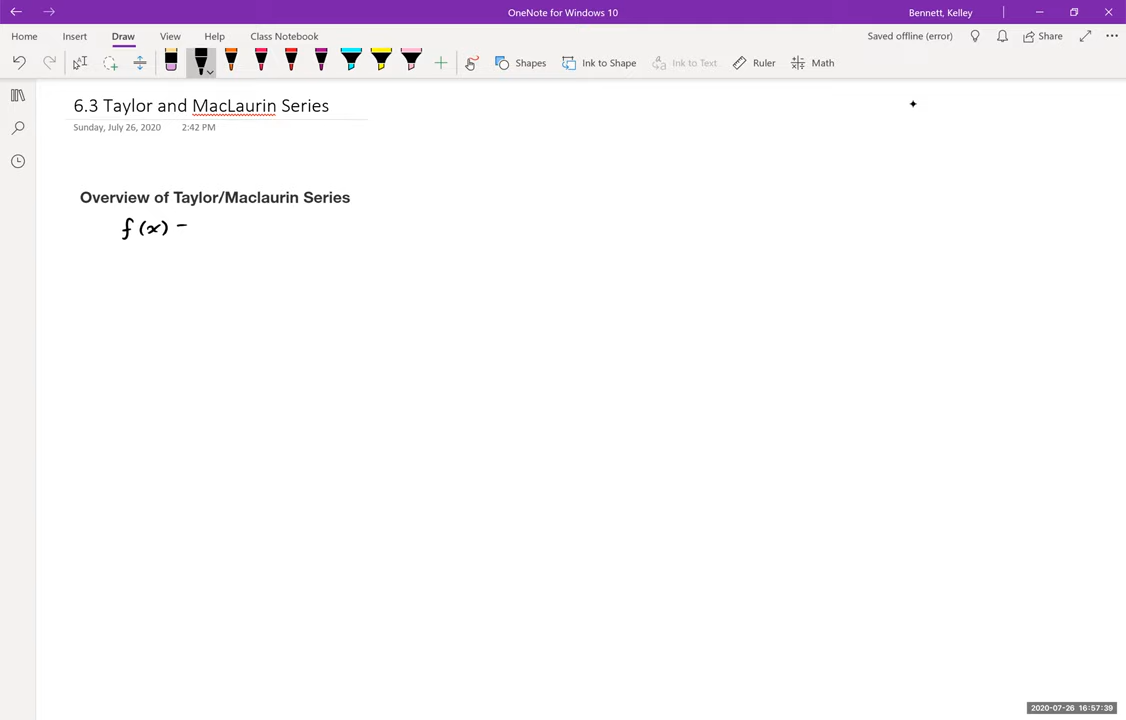 OneNote for Windows 10
Bennett, Kelley
Home Insert Draw View Help Class Notebook
Saved offline (error)
Share
Shapes
Ink to Shape
Ink to Text
Ruler
Math
6.3 Taylor and MacLaurin Series
Sunday, July 26, 2020 2:42 PM
Overview of Taylor/Maclaurin Series
f(x) -
2020-07-26 16:57:39